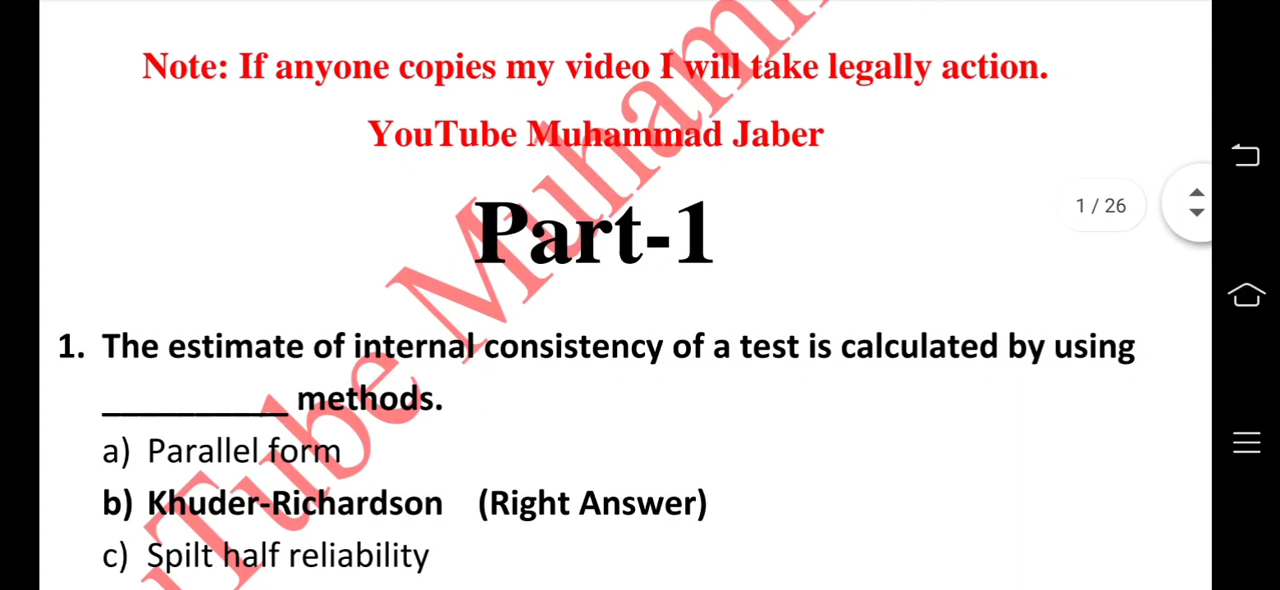 Note: If anyone copies my video I will take legally action.
YouTube Muhammad Jaber
Part-1
1 / 26
1. The estimate of internal consistency of a test is calculated by using
__________ methods.
a) Parallel form
b) Khuder-Richardson (Right Answer)
c) Spilt half reliability
Tube Muhamm